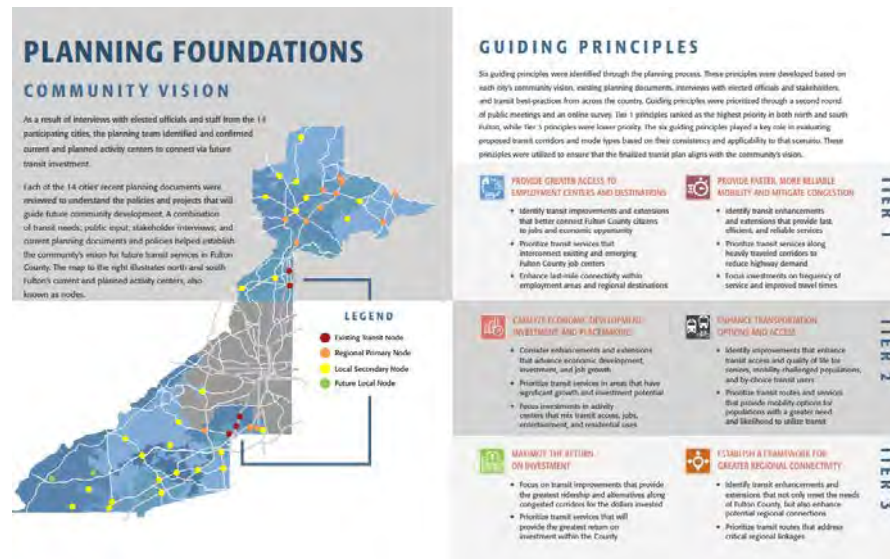 PLANNING FOUNDATIONS
COMMUNITY VISION
As a result of interviews with elected officials and staff from the 14
participating cities, the planning team identified and confirmed
current and planned activity centers to connect via future
transit investment.
Each of the 14 cities' recent planning documents were
reviewed to understand the policies and projects that will
guide future community development. A combination
of transit needs, public input, stakeholder interviews, and
current planning documents and policies helped establish
the community's vision for future transit services in Fulton
County. The map to the right illustrates north and south
Fulton's current and planned activity centers, also
known as nodes.
LEGEND
Existing Transit Node
Regional Primary Node
Local Secondary Node
Future Local Node
GUIDING PRINCIPLES
Six guiding principles were identified through the planning process. These principles were developed based on
each city's community vision, existing planning documents, interviews with elected officials and stakeholders,
and transit best-practices from across the country. Guiding principles were prioritized through a second round
of public meetings and an online survey. Tier 1 principles ranked as the highest priority in both north and south
Fulton, while Tier 3 principles were lower priority. The six guiding principles played a key role in evaluating
proposed transit corridors and mode types based on their consistency and applicability to that scenario. These
principles were utilized to ensure that the finalized transit plan aligns with the community's vision.
PROVIDE GREATER ACCESS TO
EMPLOYMENT CENTERS AND DESTINATIONS
• Identify transit improvements and extensions
that better connect Fulton County citizens
to jobs and economic opportunity
• Prioritize transit services that
interconnect existing and emerging
Fulton County job centers
• Enhance last-mile connectivity within
employment areas and regional destinations
PROVIDE FASTER, MORE RELIABLE
MOBILITY AND MITIGATE CONGESTION
• Identify transit enhancements
and extensions that provide fast,
efficient, and reliable services
• Prioritize transit services along
heavily traveled corridors to
reduce highway demand
• Focus investments on frequency of
service and improved travel times
TIER 1
CATALYZE ECONOMIC DEVELOPMENT,
INVESTMENT AND PLACEMAKING
• Consider enhancements and extensions
that advance economic development,
investment, and job growth
• Prioritize transit services in areas that have
significant growth and investment potential
• Focus investments in activity
centers that mix transit access, jobs,
entertainment, and residential uses
ENHANCE TRANSPORTATION
OPTIONS AND ACCESS
• Identify improvements that enhance
transit access and quality of life for
seniors, mobility-challenged populations,
and by-choice transit users
• Prioritize transit routes and services
that provide mobility options for
populations with a greater need
and likelihood to utilize transit
TIER 2
MAXIMIZE THE RETURN
ON INVESTMENT
• Focus on transit improvements that provide
the greatest ridership and alternatives along
congested corridors for the dollars invested
• Prioritize transit services that will
provide the greatest return on
investment within the County
ESTABLISH A FRAMEWORK FOR
GREATER REGIONAL CONNECTIVITY
• Identify transit enhancements and
extensions that not only meet the needs
of Fulton County, but also enhance
potential regional connections
• Prioritize transit routes that address
critical regional linkages
TIER 3